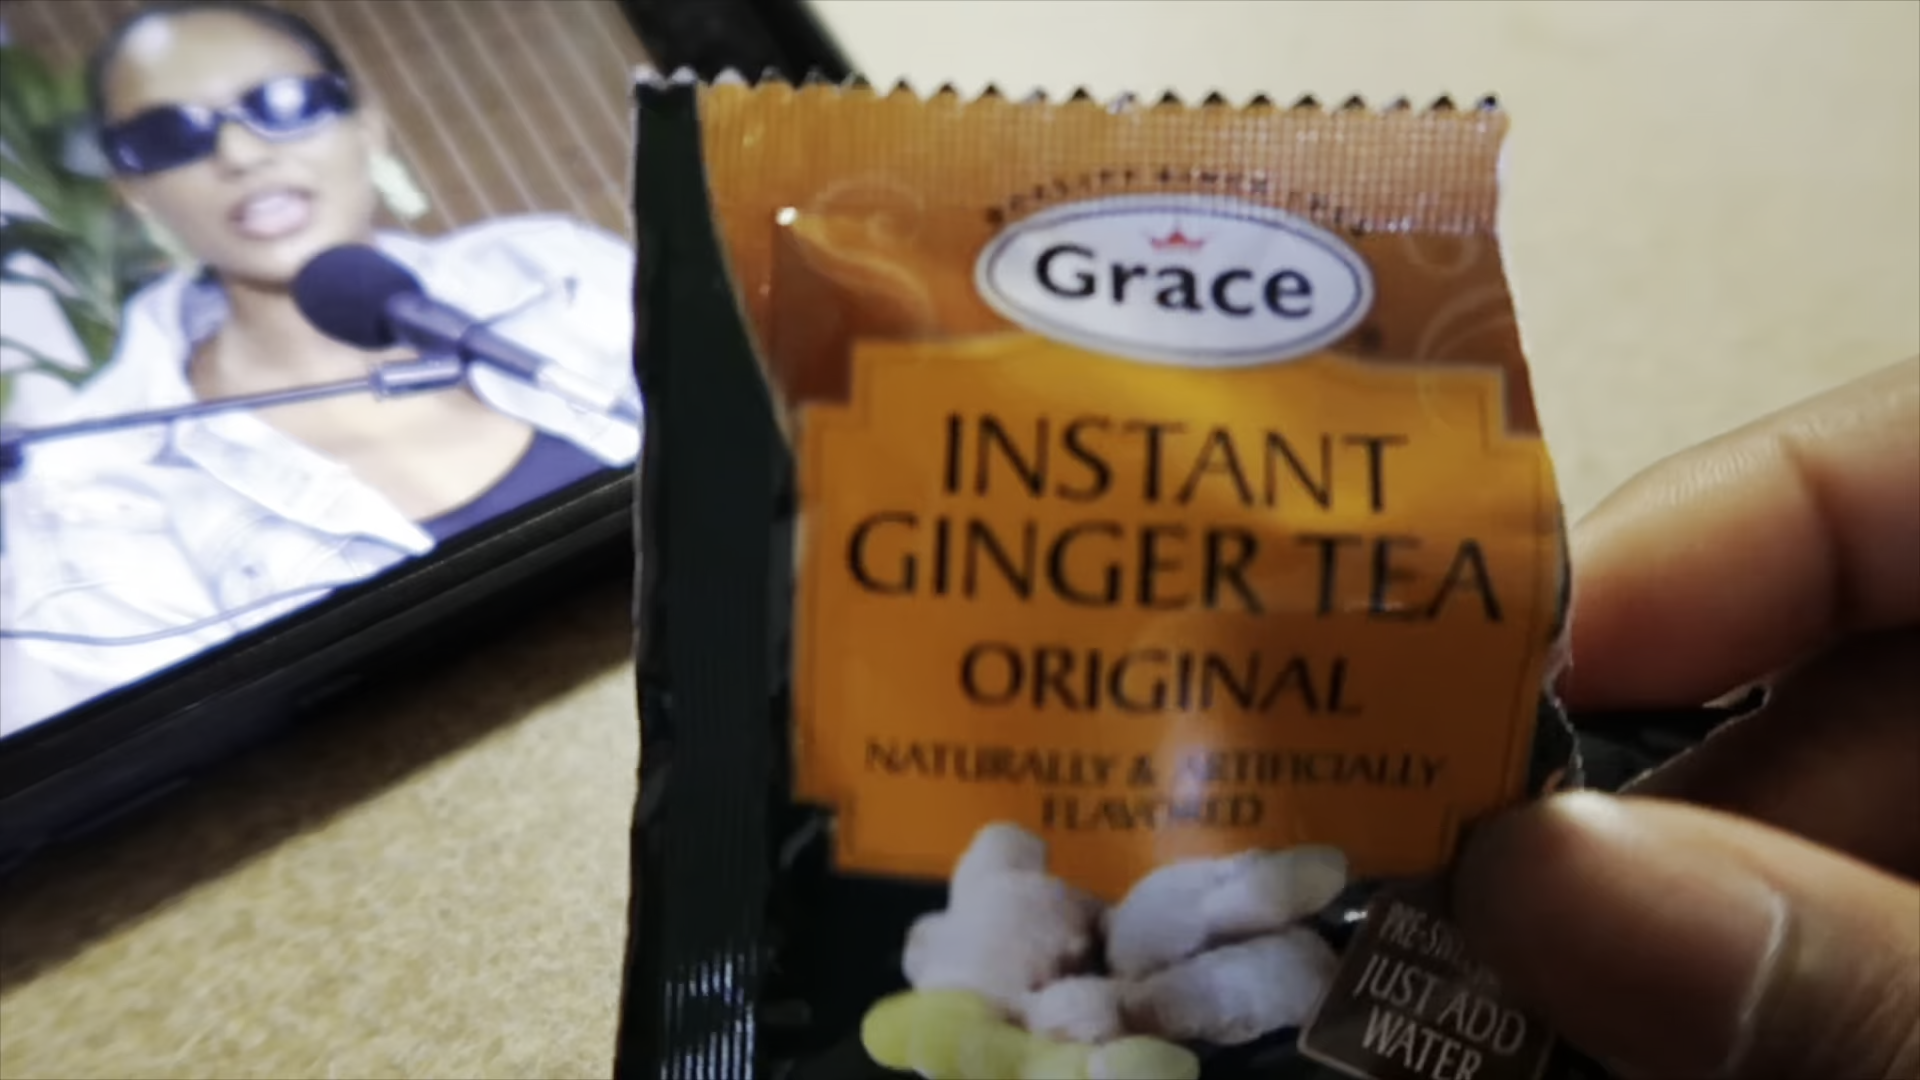 Grace
INSTANT
GINGER TEA
ORIGINAL
NATURALLY & ARTIFICIALLY
FLAVORED
JUST ADD
WATER